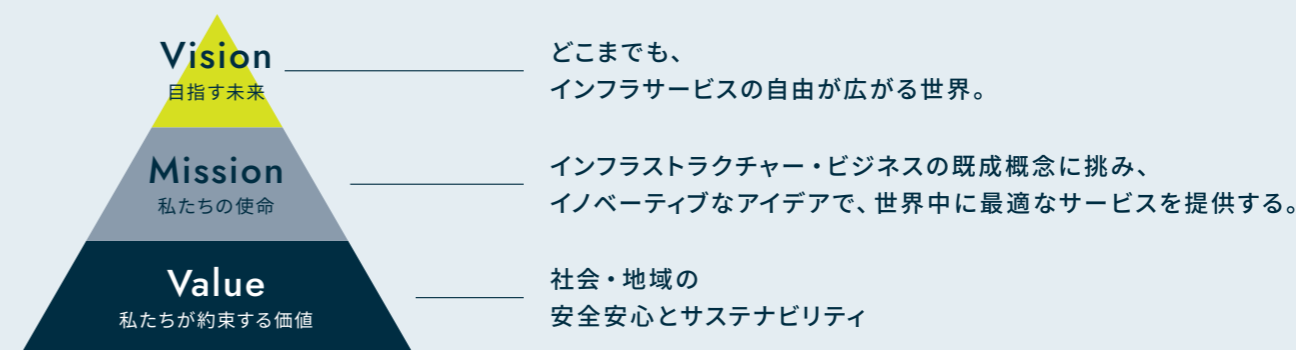 Vision
目指す未来
どこまでも、
インフラサービスの自由が広がる世界。
Mission
私たちの使命
インフラストラクチャー・ビジネスの既成概念に挑み、
イノベーティブなアイデアで、世界中に最適なサービスを提供する。
Value
私たちが約束する価値
社会・地域の
安全安心とサステナビリティ